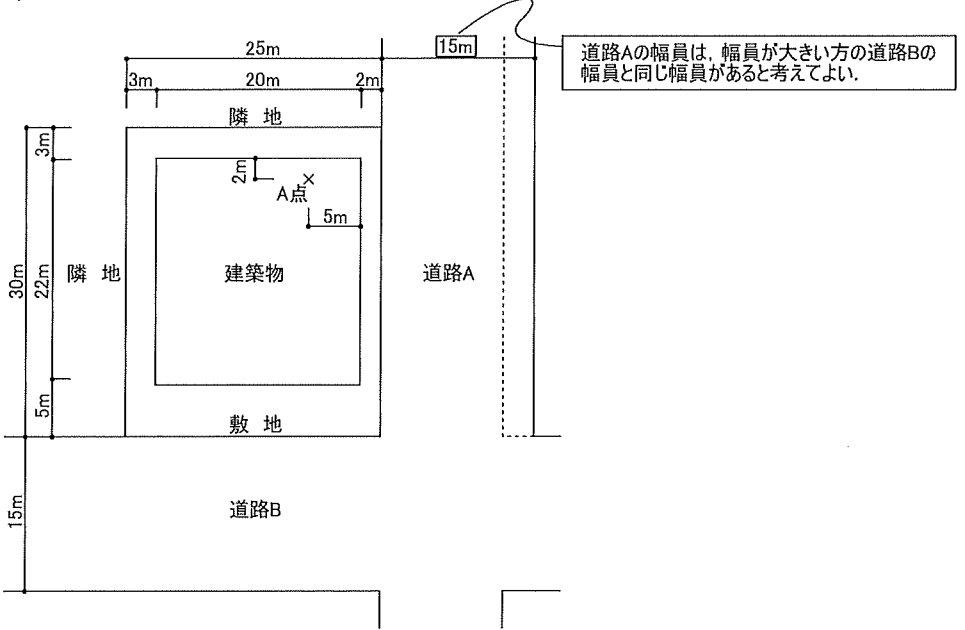 25m
15m
道路Aの幅員は，幅員が大きい方の道路Bの
幅員と同じ幅員があると考えてよい．
3m
20m
2m
隣 地
3m
2m
A点
5m
30m
22m
隣 地
建築物
道路A
5m
敷 地
15m
道路B